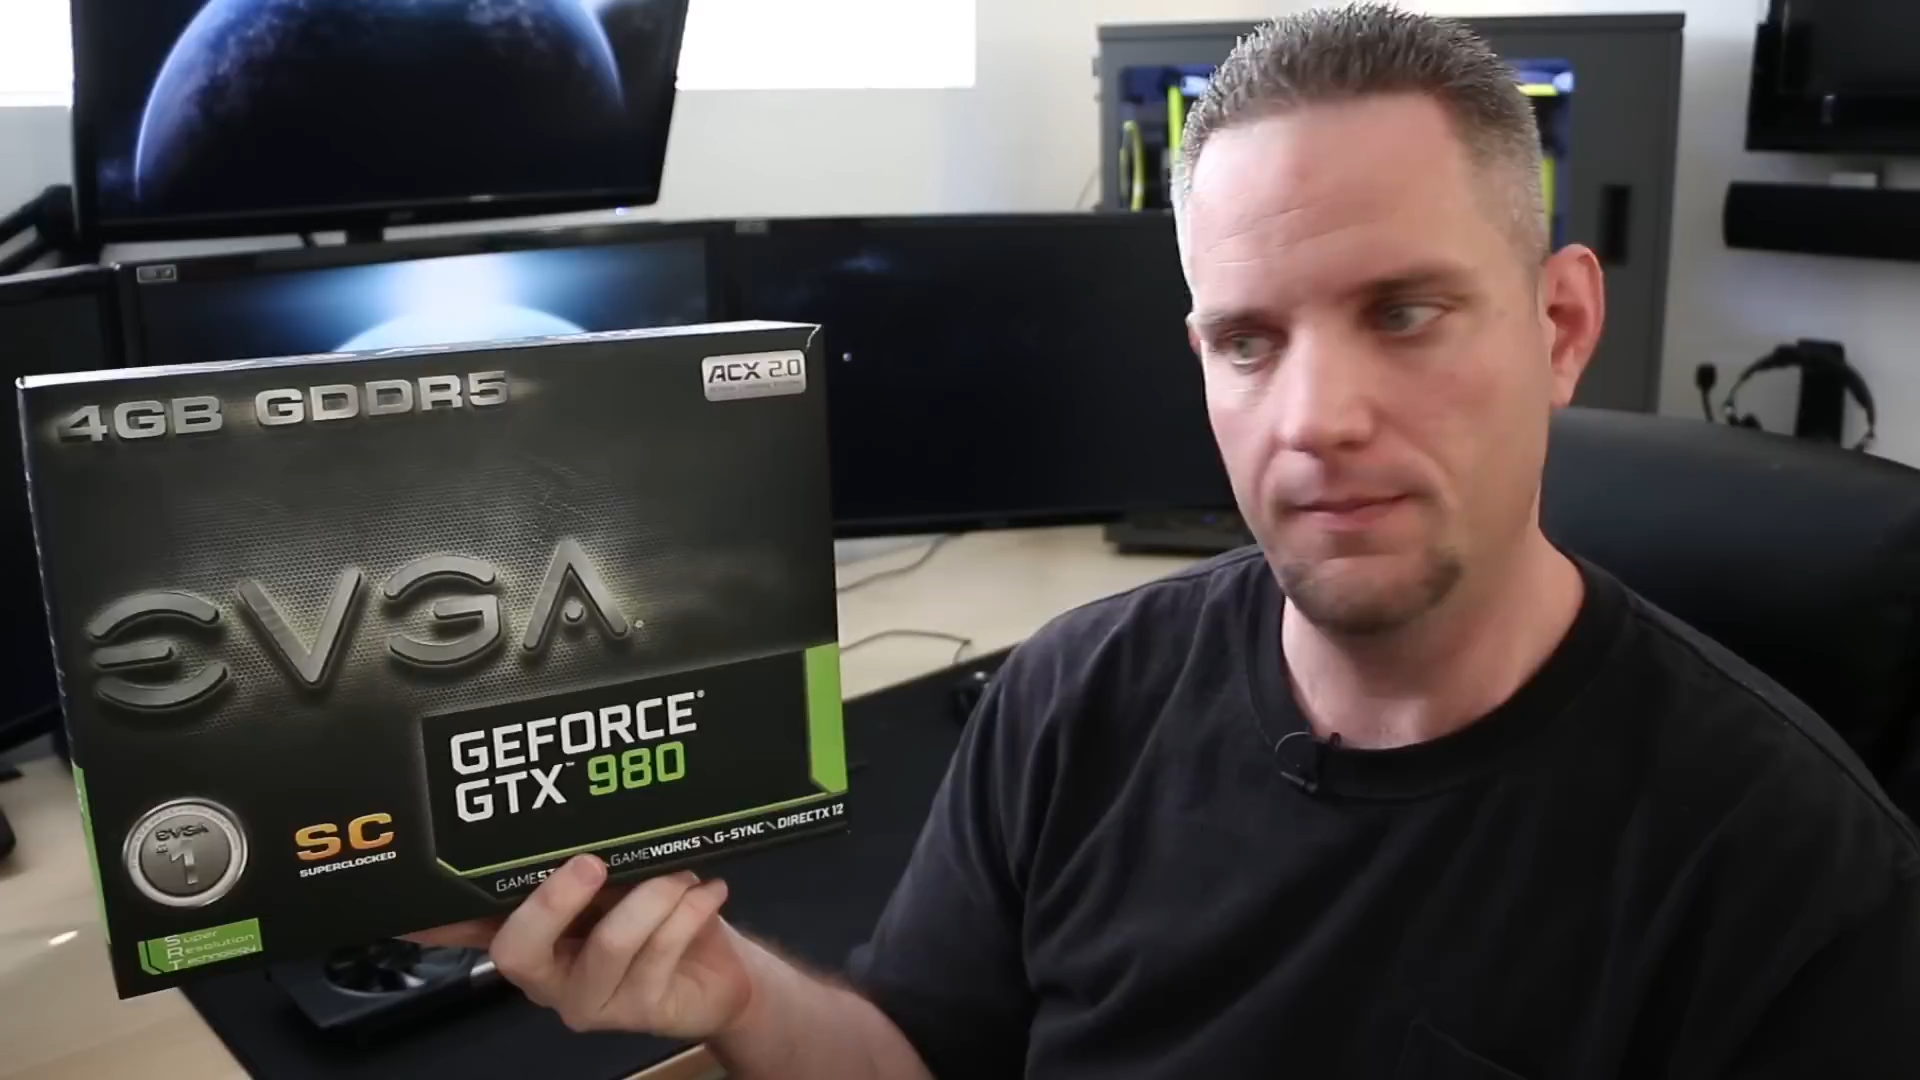 4GB GDDR5
ACX 2.0
EVGA
GEFORCE®
GTX™ 980
GAMEWORKS \ G-SYNC \ DIRECTX 12
EVGA
#1
SC
SUPERCLOCKED
Super
Resolution
Technology